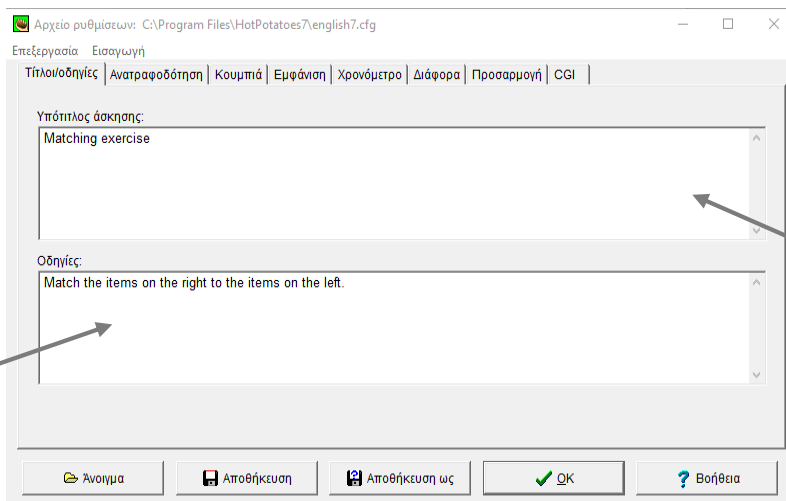 Αρχείο ρυθμίσεων: C:\Program Files\HotPotatoes7\english7.cfg
Επεξεργασία Εισαγωγή
Τίτλοι/οδηγίες Ανατροφοδότηση Κουμπιά Εμφάνιση Χρονόμετρο Διάφορα Προσαρμογή CGI
Υπότιτλος άσκησης:
Matching exercise
Οδηγίες:
Match the items on the right to the items on the left.
Άνοιγμα Αποθήκευση Αποθήκευση ως OK Βοήθεια